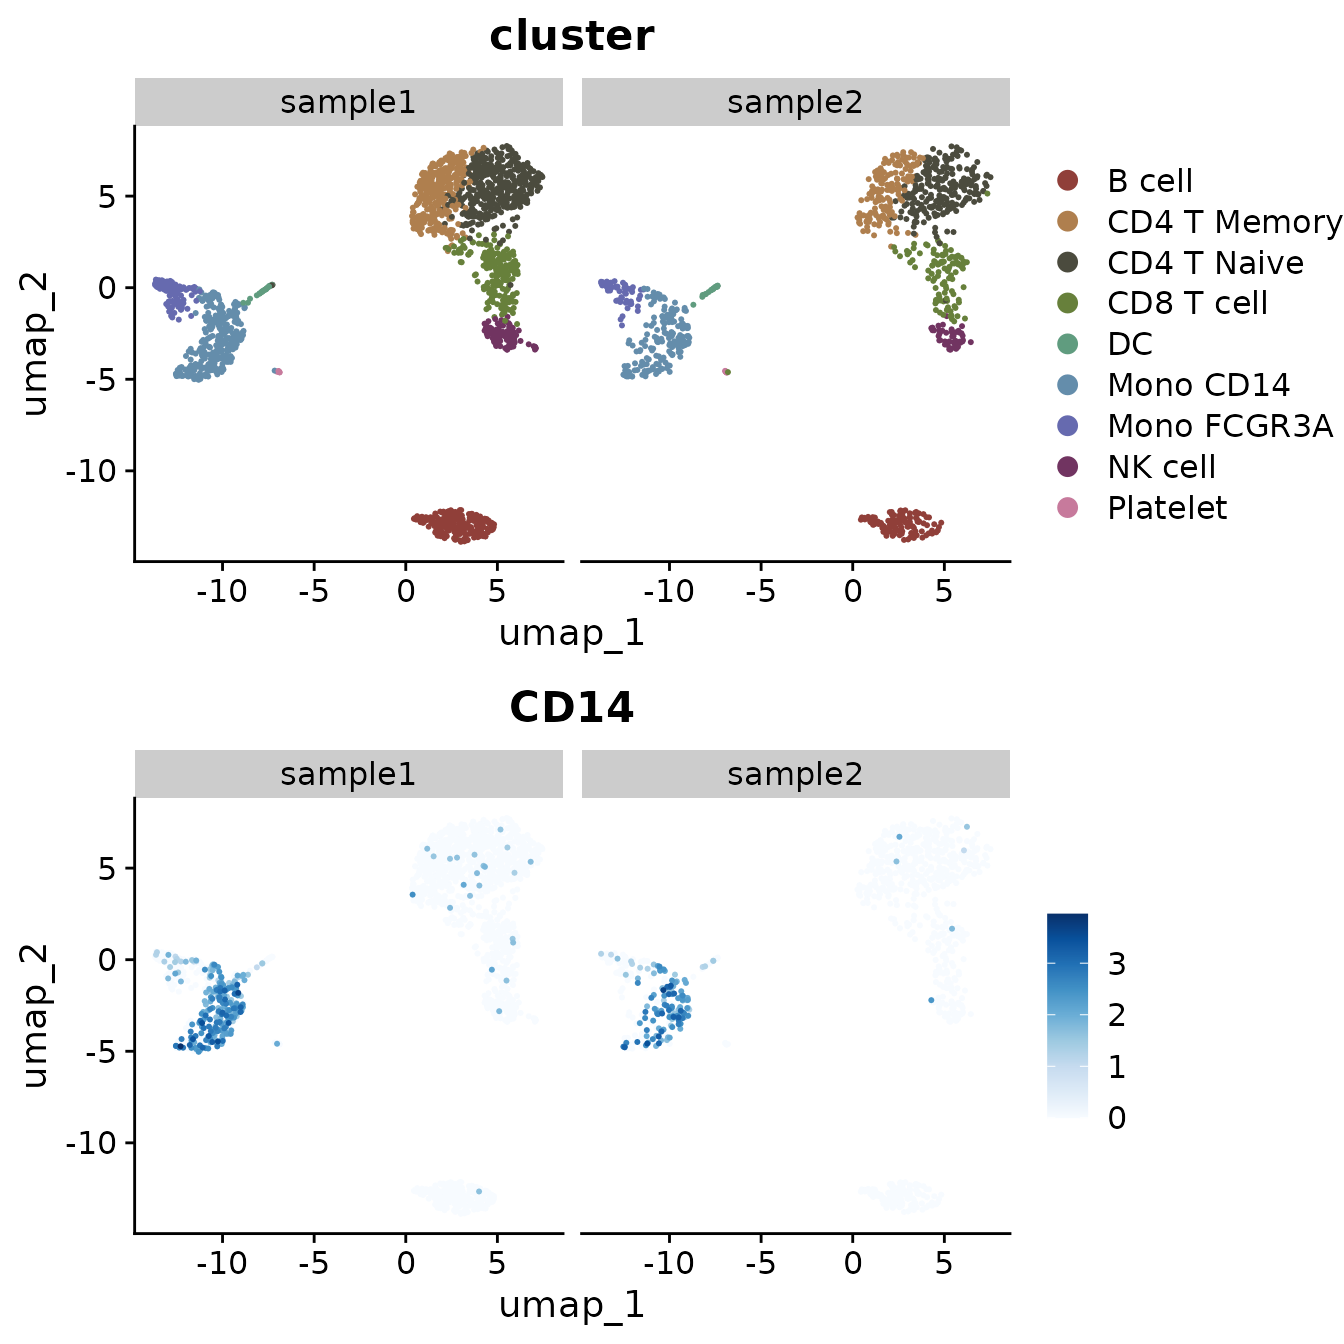 cluster
sample1 sample2
5
0
-5
-10
umap_2
-10 -5 0 5 -10 -5 0 5
umap_1
B cell
CD4 T Memory
CD4 T Naive
CD8 T cell
DC
Mono CD14
Mono FCGR3A
NK cell
Platelet
CD14
sample1 sample2
5
0
-5
-10
umap_2
-10 -5 0 5 -10 -5 0 5
umap_1
3
2
1
0